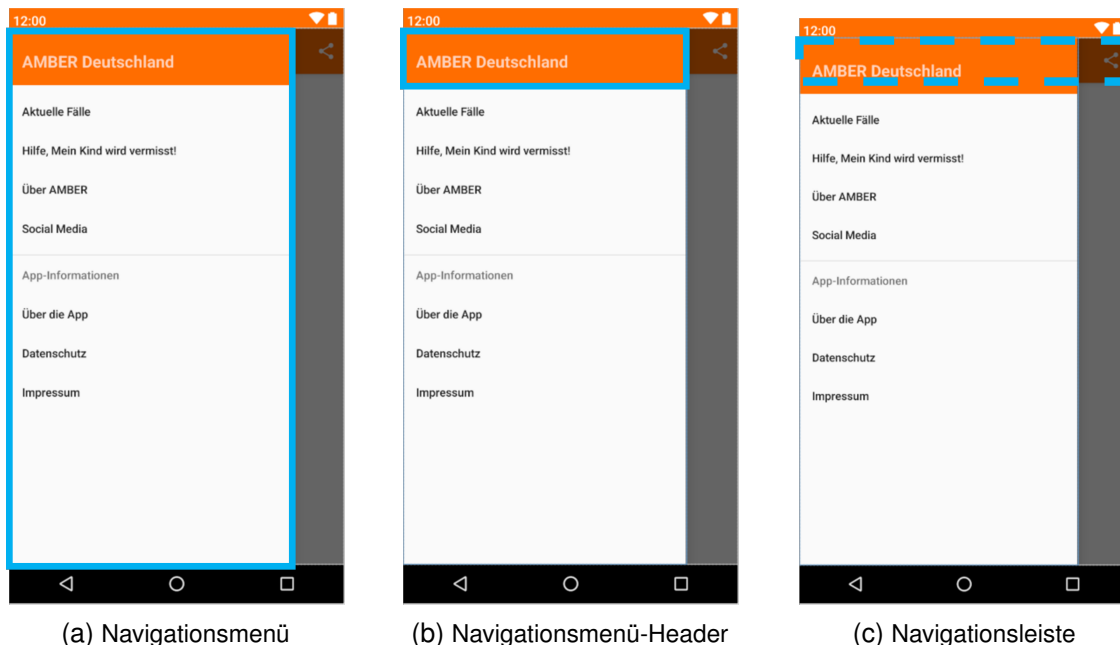 12:00
AMBER Deutschland
Aktuelle Fälle
Hilfe, Mein Kind wird vermisst!
Über AMBER
Social Media
App-Informationen
Über die App
Datenschutz
Impressum
(a) Navigationsmenü
12:00
AMBER Deutschland
Aktuelle Fälle
Hilfe, Mein Kind wird vermisst!
Über AMBER
Social Media
App-Informationen
Über die App
Datenschutz
Impressum
(b) Navigationsmenü-Header
12:00
AMBER Deutschland
Aktuelle Fälle
Hilfe, Mein Kind wird vermisst!
Über AMBER
Social Media
App-Informationen
Über die App
Datenschutz
Impressum
(c) Navigationsleiste